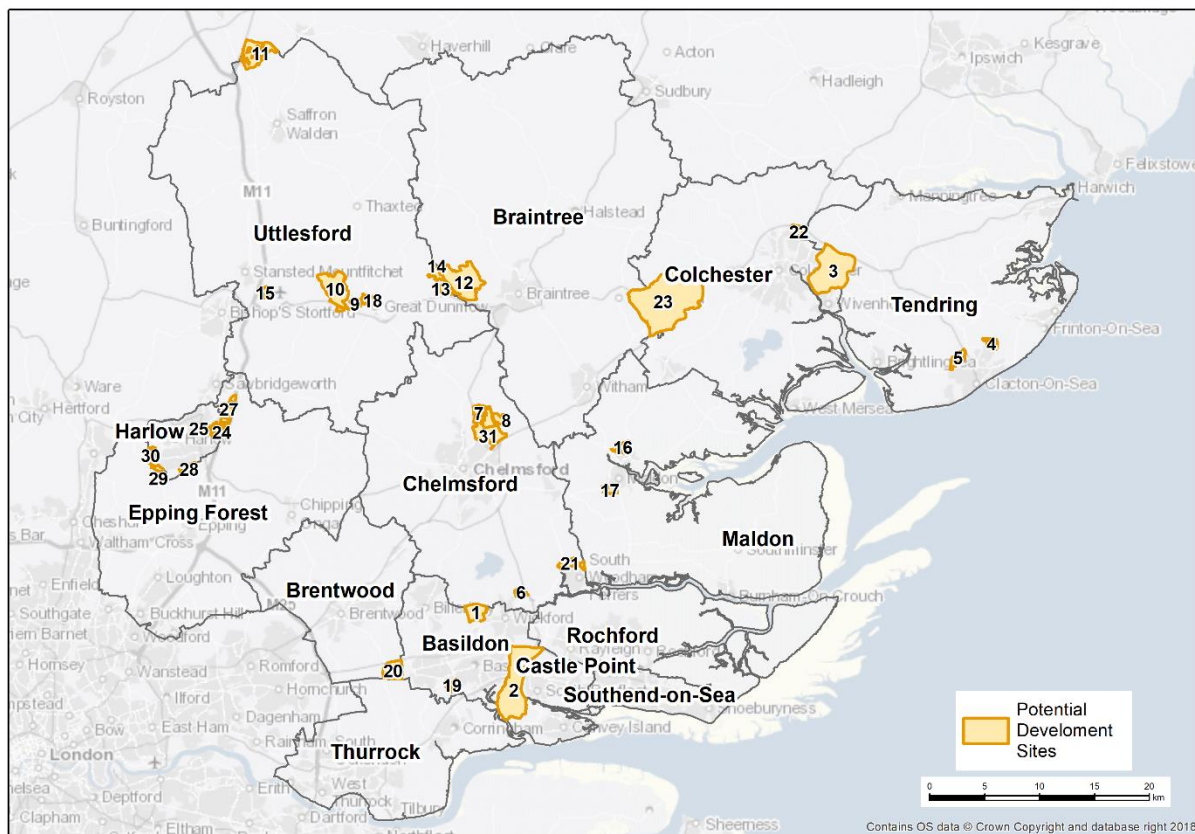 Haverhill
Clare
Acton
Kesgrave
Ipswich
11
Hadleigh
Royston
Sudbury
Saffron
Walden
M11
Felixstowe
Harwich
Manningtree
Buntingford
Thaxted
Halstead
Braintree
Uttlesford
22
Stansted Mountfitchet
14
12
Colchester
3
15
10
13
Braintree
23
Wivenhoe
9
18
Great Dunmow
Bishop'S Stortford
Tendring
Frinton-On-Sea
4
5
Brightlingsea
Clacton-On-Sea
Ware
Sawbridgeworth
Hertford
Witham
West Mersea
27
7
8
Harlow
25
24
31
16
30
Chelmsford
Maldon
29
28
M11
Chelmsford
17
Epping Forest
Chipping
Epping
Waltham Cross
Maldon
Southminster
Loughton
21
South
Woodham
Ferrers
Enfield
Brentwood
6
Burnham-On-Crouch
Southgate
Buckhurst Hill
M25
Brentwood
1
Wickford
Woodford
Basildon
Rochford
Rayleigh
Hornsey
Wanstead
Romford
Castle Point
Ilford
Hornchurch
20
19
2
Southend-on-Sea
Shoeburyness
Dagenham
Bow
East Ham
Corringham
Canvey Island
London
Thurrock
Erith
West
Thurrock
Deptford
Tilbury
Clapham
Eltham
Dartford
Northfleet
Sheerness
Potential
Develoment
Sites
0 5 10 15 20
km
Contains OS data © Crown Copyright and database right 2018